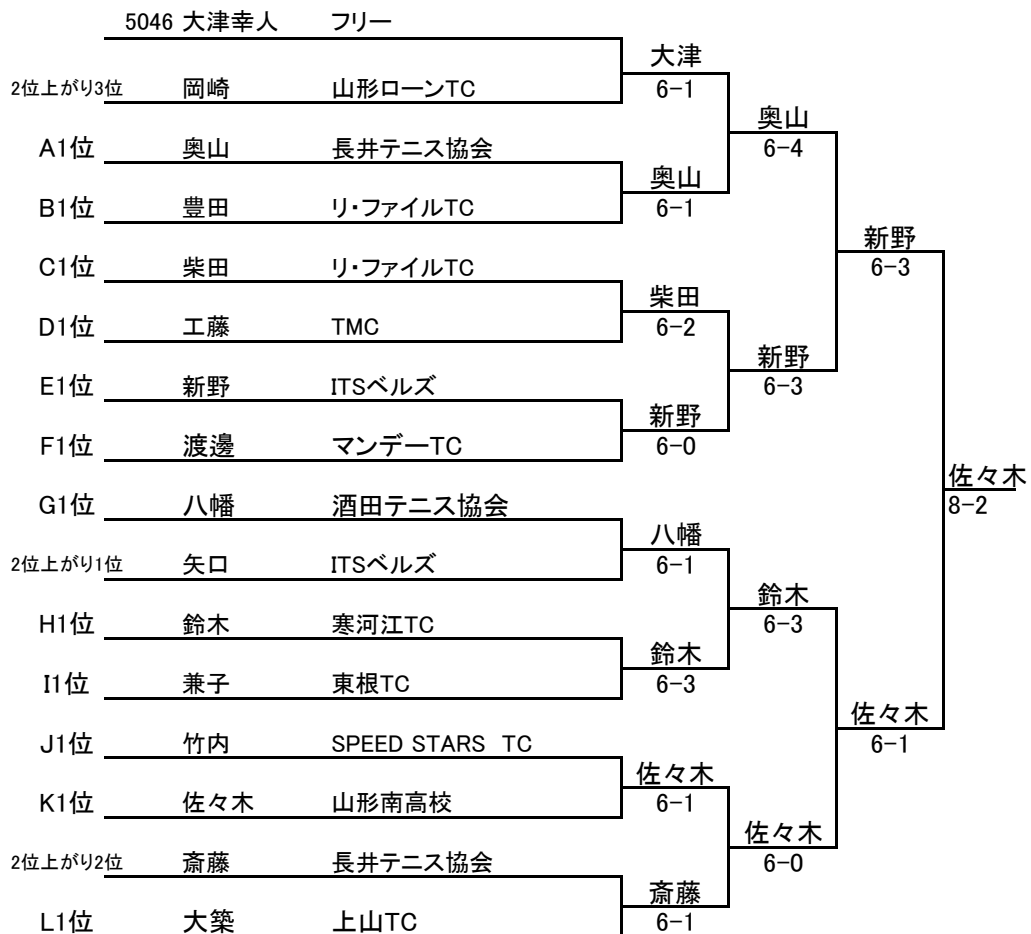 5046 大津幸人 フリー
大津
2位上がり3位 岡崎 山形ローンTC 6-1
奥山
A1位 奥山 長井テニス協会 6-4
奥山
B1位 豊田 リ・ファイルTC 6-1
新野
C1位 柴田 リ・ファイルTC 6-3
柴田
D1位 工藤 TMC 6-2
新野
E1位 新野 ITSベルズ 6-3
新野
F1位 渡邊 マンデーTC 6-0
佐々木
G1位 八幡 酒田テニス協会 8-2
八幡
2位上がり1位 矢口 ITSベルズ 6-1
鈴木
H1位 鈴木 寒河江TC 6-3
鈴木
I1位 兼子 東根TC 6-3
佐々木
J1位 竹内 SPEED STARS TC 6-1
佐々木
K1位 佐々木 山形南高校 6-1
佐々木
2位上がり2位 斎藤 長井テニス協会 6-0
斎藤
L1位 大築 上山TC 6-1